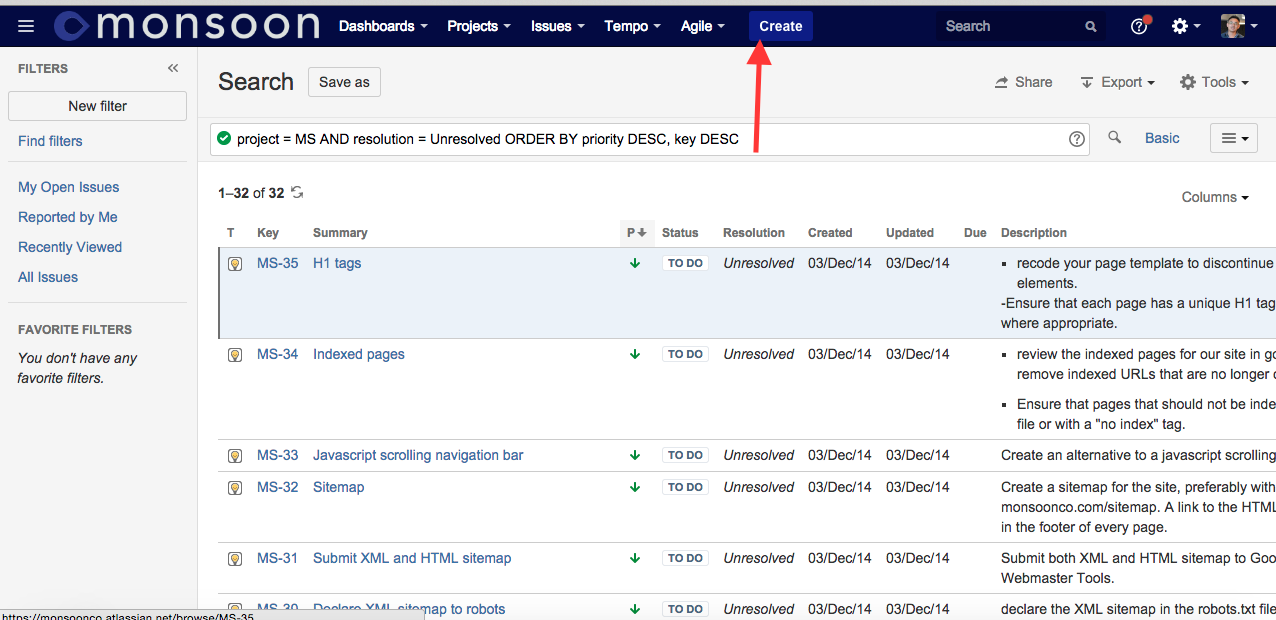 monsoon Dashboards Projects Issues Tempo Agile Create Search
FILTERS
New filter
Find filters
My Open Issues
Reported by Me
Recently Viewed
All Issues
FAVORITE FILTERS
You don't have any
favorite filters.
Search Save as Share Export Tools
project = MS AND resolution = Unresolved ORDER BY priority DESC, key DESC Basic
1–32 of 32
Columns
T Key Summary P Status Resolution Created Updated Due Description
MS-35 H1 tags TO DO Unresolved 03/Dec/14 03/Dec/14 ▪ recode your page template to discontinue
elements.
-Ensure that each page has a unique H1 tag
where appropriate.
MS-34 Indexed pages TO DO Unresolved 03/Dec/14 03/Dec/14 ▪ review the indexed pages for our site in go
remove indexed URLs that are no longer
▪ Ensure that pages that should not be inde
file or with a "no index" tag.
MS-33 Javascript scrolling navigation bar TO DO Unresolved 03/Dec/14 03/Dec/14 Create an alternative to a javascript scrolling
MS-32 Sitemap TO DO Unresolved 03/Dec/14 03/Dec/14 Create a sitemap for the site, preferably with
monsoonco.com/sitemap. A link to the HTML
in the footer of every page.
MS-31 Submit XML and HTML sitemap TO DO Unresolved 03/Dec/14 03/Dec/14 Submit both XML and HTML sitemap to Goo
Webmaster Tools.
MS-30 Declare XML sitemap to robots TO DO Unresolved 03/Dec/14 03/Dec/14 declare the XML sitemap in the robots.txt file
https://monsoonco.atlassian.net/browse/MS-35